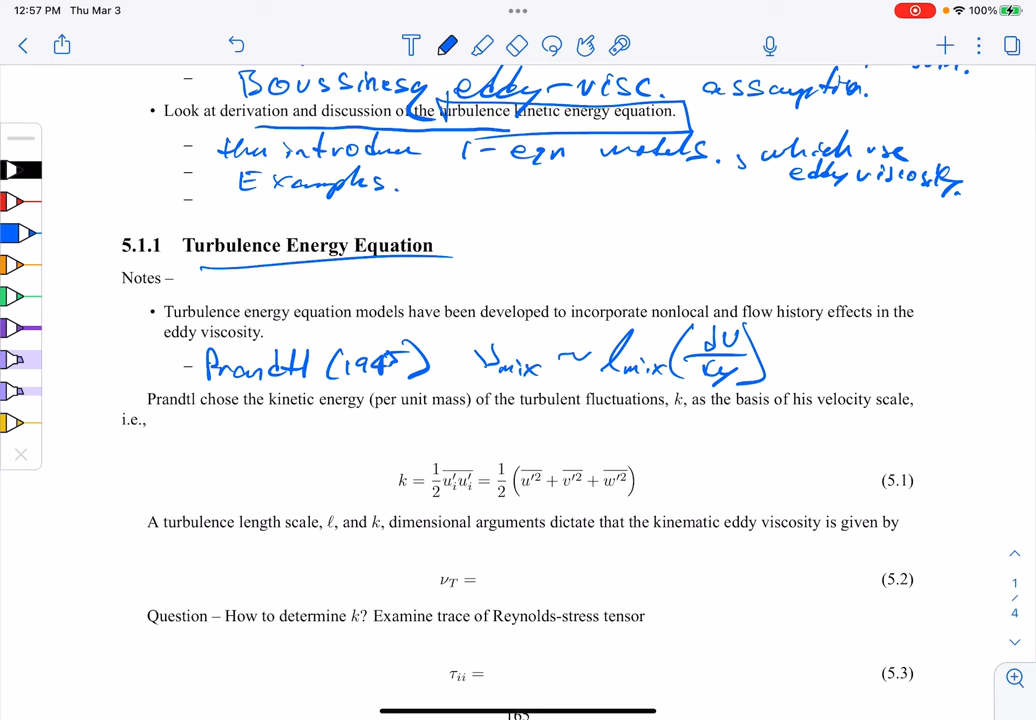 12:57 PM Thu Mar 3
100%
T
Boussinesq eddy-visc. assumption.
• Look at derivation and discussion of the turbulence kinetic energy equation.
- then introduce 1-eqn models, which use
eddy viscosity.
- Examples.
-
5.1.1 Turbulence Energy Equation
Notes –
• Turbulence energy equation models have been developed to incorporate nonlocal and flow history effects in the
eddy viscosity.
- Prandtl (1945) ν_mix ~ l_mix (dU/dy)
Prandtl chose the kinetic energy (per unit mass) of the turbulent fluctuations, k, as the basis of his velocity scale,
i.e.,
k = 1/2 \overline{u'_i u'_i} = 1/2 ( \overline{u'^2} + \overline{v'^2} + \overline{w'^2} ) (5.1)
A turbulence length scale, ℓ, and k, dimensional arguments dictate that the kinematic eddy viscosity is given by
ν_T = (5.2)
Question – How to determine k? Examine trace of Reynolds-stress tensor
τ_ii = (5.3)
165
1
/
4